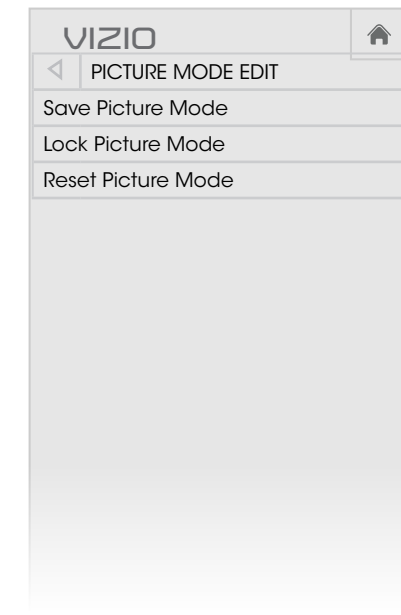 VIZIO
PICTURE MODE EDIT
Save Picture Mode
Lock Picture Mode
Reset Picture Mode